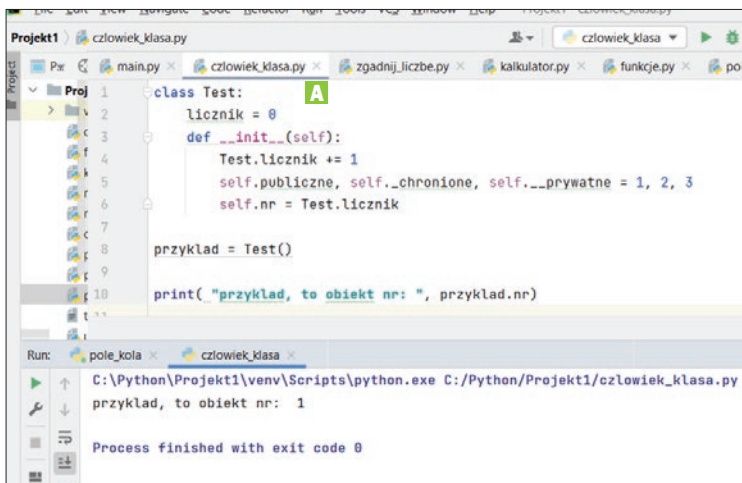 Projekt1 czlowiek_klasa.py czlowiek_klasa
Project
main.py czlowiek_klasa.py zgadnij_liczbe.py kalkulator.py funkcje.py po
A
Proj
1 class Test:
2 licznik = 0
3 def __init__(self):
4 Test.licznik += 1
5 self.publiczne, self._chronione, self.__prywatne = 1, 2, 3
6 self.nr = Test.licznik
7
8 przyklad = Test()
9
10 print( "przyklad, to obiekt nr: ", przyklad.nr)
Run: pole_kola czlowiek_klasa
C:\Python\Projekt1\venv\Scripts\python.exe C:/Python/Projekt1/czlowiek_klasa.py
przyklad, to obiekt nr:  1
Process finished with exit code 0